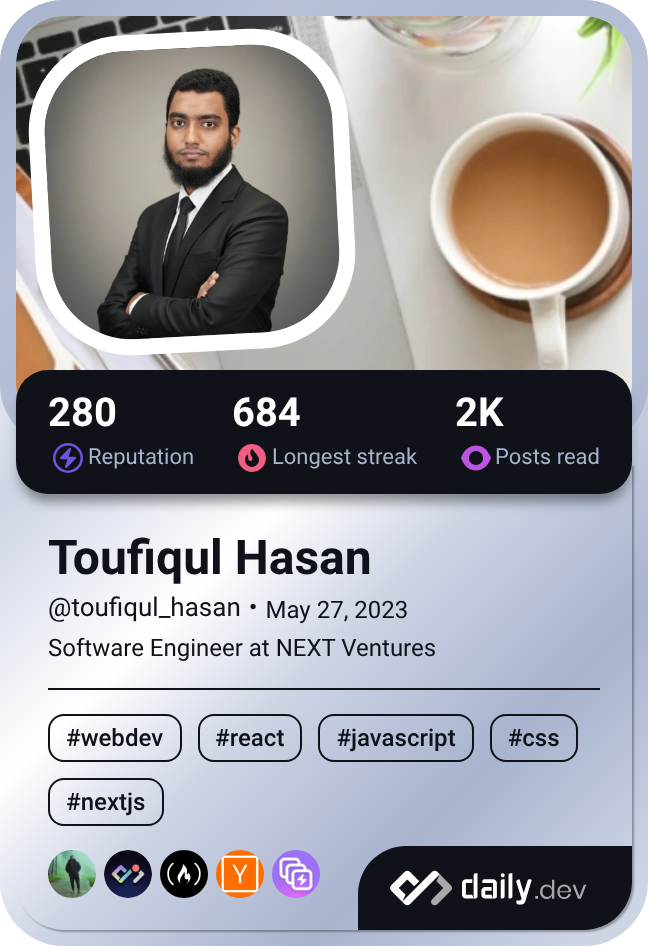 280 684 2K
Reputation Longest streak Posts read
Toufiqul Hasan
@toufiqul_hasan • May 27, 2023
Software Engineer at NEXT Ventures
#webdev #react #javascript #css
#nextjs
Y
daily.dev